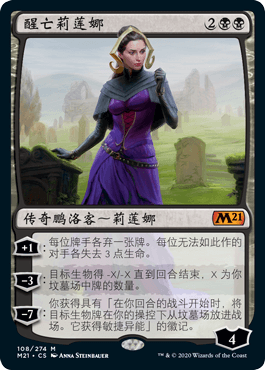 醒亡莉莲娜 2
传奇鹏洛客～莉莲娜 M21
+1 ：每位牌手各弃一张牌。每位无法如此作的
对手各失去 3 点生命。
-3 ：目标生物得 -X/-X 直到回合结束，X 为你
坟墓场中牌的数量。
-7 ：你获得具有「在你回合的战斗开始时，将
目标生物牌在你的操控下从坟墓场放进战
场。它获得敏捷异能」的徽记。
4
108/274 M
M21 • CS ANNA STEINBAUER
™ & © 2020 Wizards of the Coast